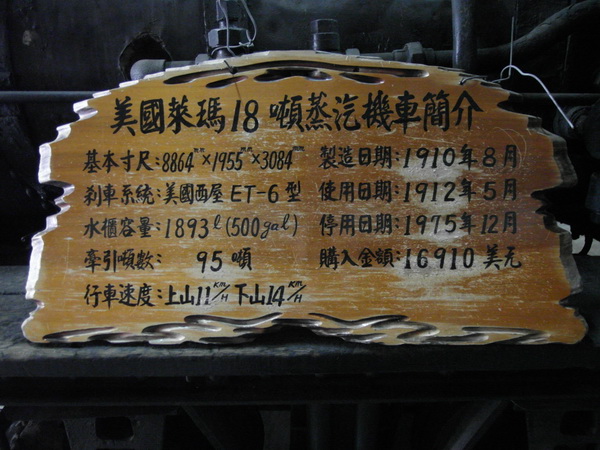 美國萊瑪18噸蒸汽機車簡介
基本寸尺:8864mm×1955mm×3084mm 製造日期:1910年8月
刹車系統:美國西屋ET-6型 使用日期:1912年5月
水櫃容量:1893ℓ(500gal) 停用日期:1975年12月
牽引噸數: 95噸 購入金額:16910美元
行車速度:上山11KM/H 下山14KM/H